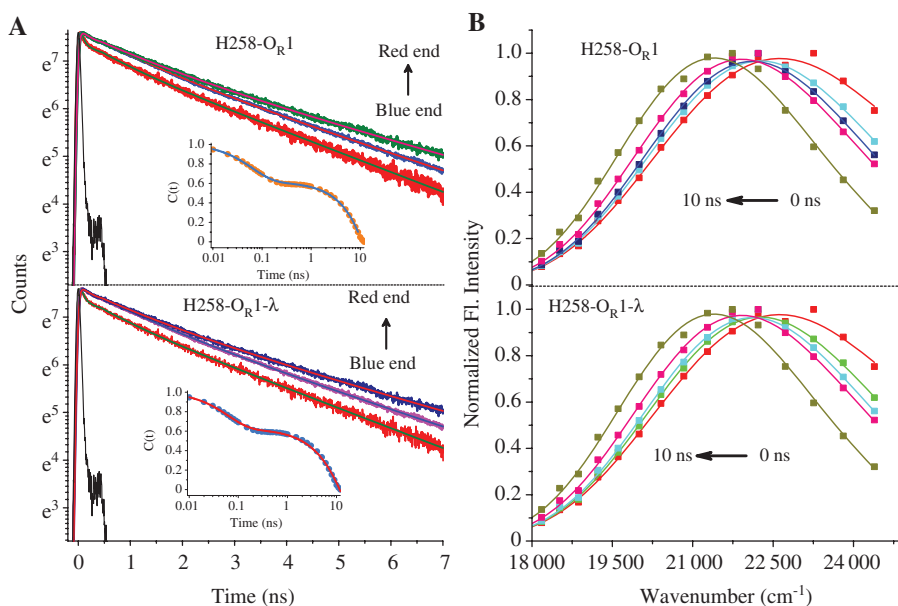 A
H258-O_R1
Red end
Blue end
Counts
e⁷
e⁶
e⁵
e⁴
e³
C(t)
1.0
0.8
0.6
0.4
0.2
0
0.01
0.1
1
10
Time (ns)
H258-O_R1-λ
Red end
Blue end
e⁷
e⁶
e⁵
e⁴
e³
C(t)
1.0
0.8
0.6
0.4
0.2
0.0
0.01
0.1
1
10
Time (ns)
0 1 2 3 4 5 6 7
Time (ns)
B
H258-O_R1
10 ns
0 ns
1.0
0.8
0.6
0.4
0.2
0
Normalized Fl. Intensity
H258-O_R1-λ
10 ns
0 ns
1.0
0.8
0.6
0.4
0.2
0
18 000 19 500 21 000 22 500 24 000
Wavenumber (cm⁻¹)